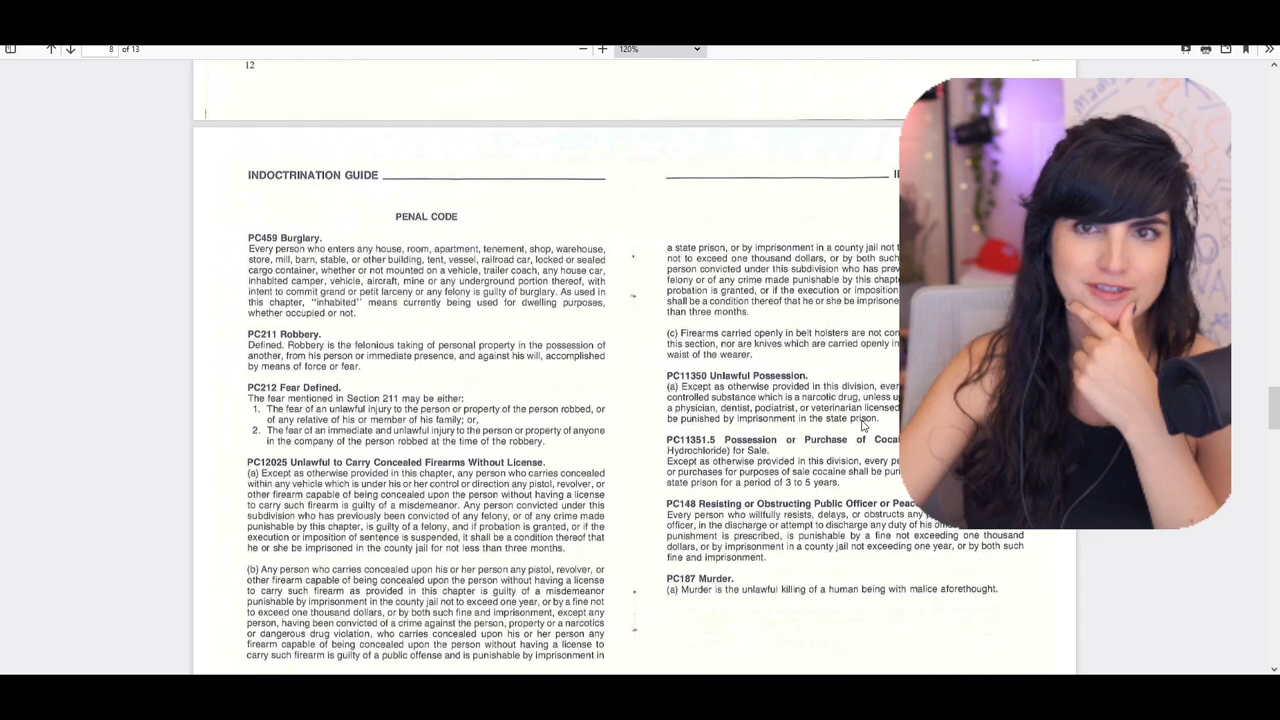 8 of 13
120%
12
INDOCTRINATION GUIDE
PENAL CODE
PC459 Burglary.
Every person who enters any house, room, apartment, tenement, shop, warehouse,
store, mill, barn, stable, or other building, tent, vessel, railroad car, locked or sealed
cargo container, whether or not mounted on a vehicle, trailer coach, any house car,
inhabited camper, vehicle, aircraft, mine or any underground portion thereof, with
intent to commit grand or petit larceny or any felony is guilty of burglary. As used in
this chapter, "inhabited" means currently being used for dwelling purposes,
whether occupied or not.
PC211 Robbery.
Defined. Robbery is the felonious taking of personal property in the possession of
another, from his person or immediate presence, and against his will, accomplished
by means of force or fear.
PC212 Fear Defined.
The fear mentioned in Section 211 may be either:
1. The fear of an unlawful injury to the person or property of the person robbed, or
of any relative of his or member of his family; or,
2. The fear of an immediate and unlawful injury to the person or property of anyone
in the company of the person robbed at the time of the robbery.
PC12025 Unlawful to Carry Concealed Firearms Without License.
(a) Except as otherwise provided in this chapter, any person who carries concealed
within any vehicle which is under his or her control or direction any pistol, revolver, or
other firearm capable of being concealed upon the person without having a license
to carry such firearm is guilty of a misdemeanor. Any person convicted under this
subdivision who has previously been convicted of any felony, or of any crime made
punishable by this chapter, is guilty of a felony, and if probation is granted, or if the
execution or imposition of sentence is suspended, it shall be a condition thereof that
he or she be imprisoned in the county jail for not less than three months.
(b) Any person who carries concealed upon his or her person any pistol, revolver, or
other firearm capable of being concealed upon the person without having a license
to carry such firearm as provided in this chapter is guilty of a misdemeanor
punishable by imprisonment in the county jail not to exceed one year, or by a fine not
to exceed one thousand dollars, or by both such fine and imprisonment, except any
person, having been convicted of a crime against the person, property or a narcotics
or dangerous drug violation, who carries concealed upon his or her person any
firearm capable of being concealed upon the person without having a license to
carry such firearm is guilty of a public offense and is punishable by imprisonment in
a state prison, or by imprisonment in a county jail not
not to exceed one thousand dollars, or by both such
person convicted under this subdivision who has
felony or of any crime made punishable by this
probation is granted, or if the execution or imposition
shall be a condition thereof that he or she be
than three months.
(c) Firearms carried openly in belt holsters are not
this section, nor are knives which are carried openly in
waist of the wearer.
PC11350 Unlawful Possession.
(a) Except as otherwise provided in this division,
controlled substance which is a narcotic drug, unless
a physician, dentist, podiatrist, or veterinarian licensed
be punished by imprisonment in the state prison.
PC11351.5 Possession or Purchase of
Hydrochloride) for Sale.
Except as otherwise provided in this division, every
or purchases for purposes of sale cocaine shall be
state prison for a period of 3 to 5 years.
PC148 Resisting or Obstructing Public Officer or
Every person who willfully resists, delays, or obstructs any
officer, in the discharge or attempt to discharge any duty of his
punishment is prescribed, is punishable by a fine not exceeding one thousand
dollars, or by imprisonment in a county jail not exceeding one year, or by both such
fine and imprisonment.
PC187 Murder.
(a) Murder is the unlawful killing of a human being with malice aforethought.